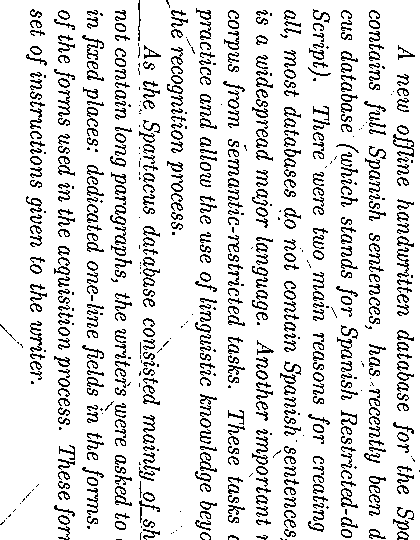 A new offline handwritten database for the Spa
contains full Spanish sentences, has recently been d
cus database (which stands for Spanish Restricted-do
Script). There were two main reasons for creating
all, most databases do not contain Spanish sentences,
is a widespread major language. Another important r
corpus from semantic-restricted tasks. These tasks c
practice and allow the use of linguistic knowledge beyo
the recognition process.
As the Spartacus database consisted mainly of sh
not contain long paragraphs, the writers were asked to
in fixed places: dedicated one-line fields in the forms.
of the forms used in the acquisition process. These for
set of instructions given to the writer.